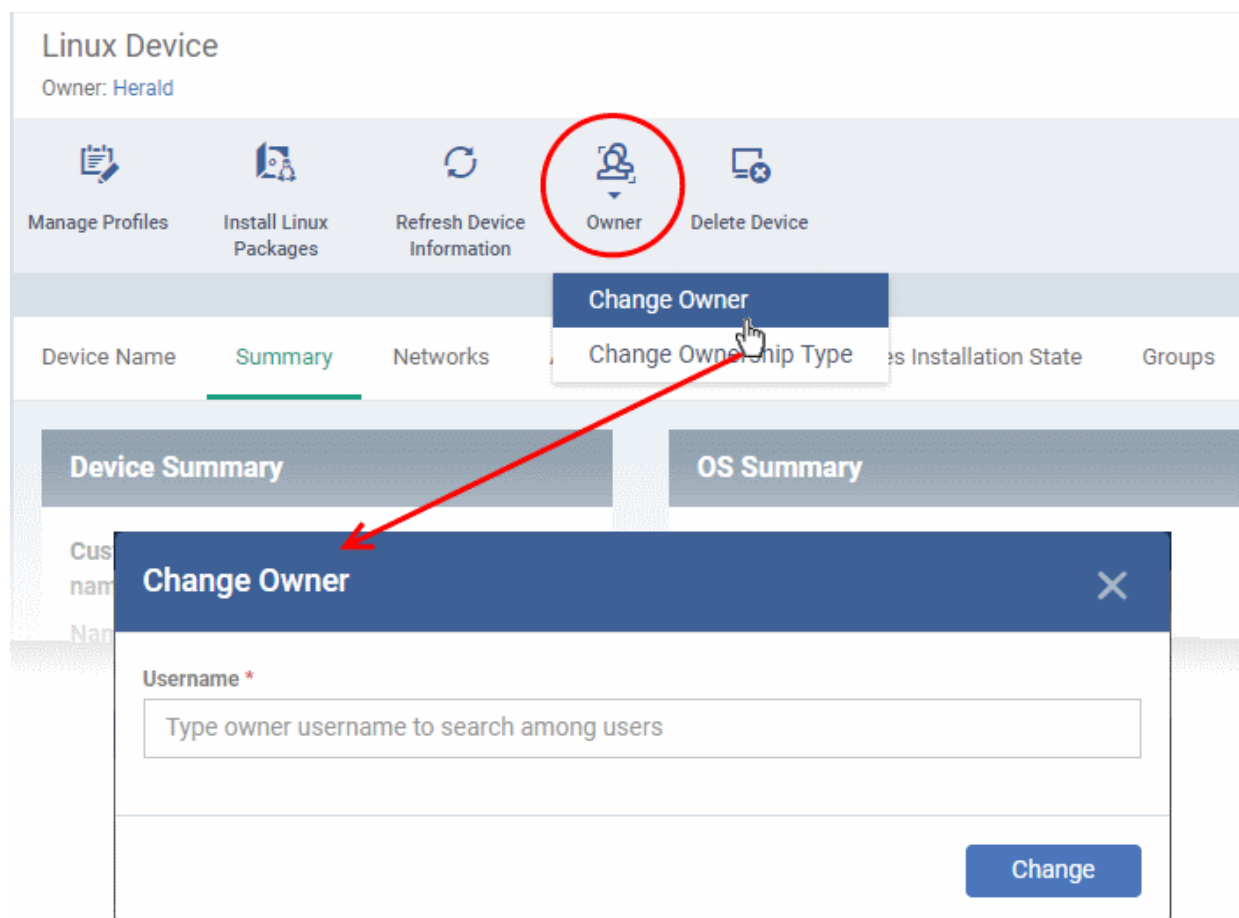 Linux Device
Owner: Herald
Manage Profiles
Install Linux
Packages
Refresh Device
Information
Owner
Delete Device
Change Owner
Change Ownership Type
Device Name
Summary
Networks
Installation State
Groups
Device Summary
OS Summary
Change Owner
Username *
Type owner username to search among users
Change